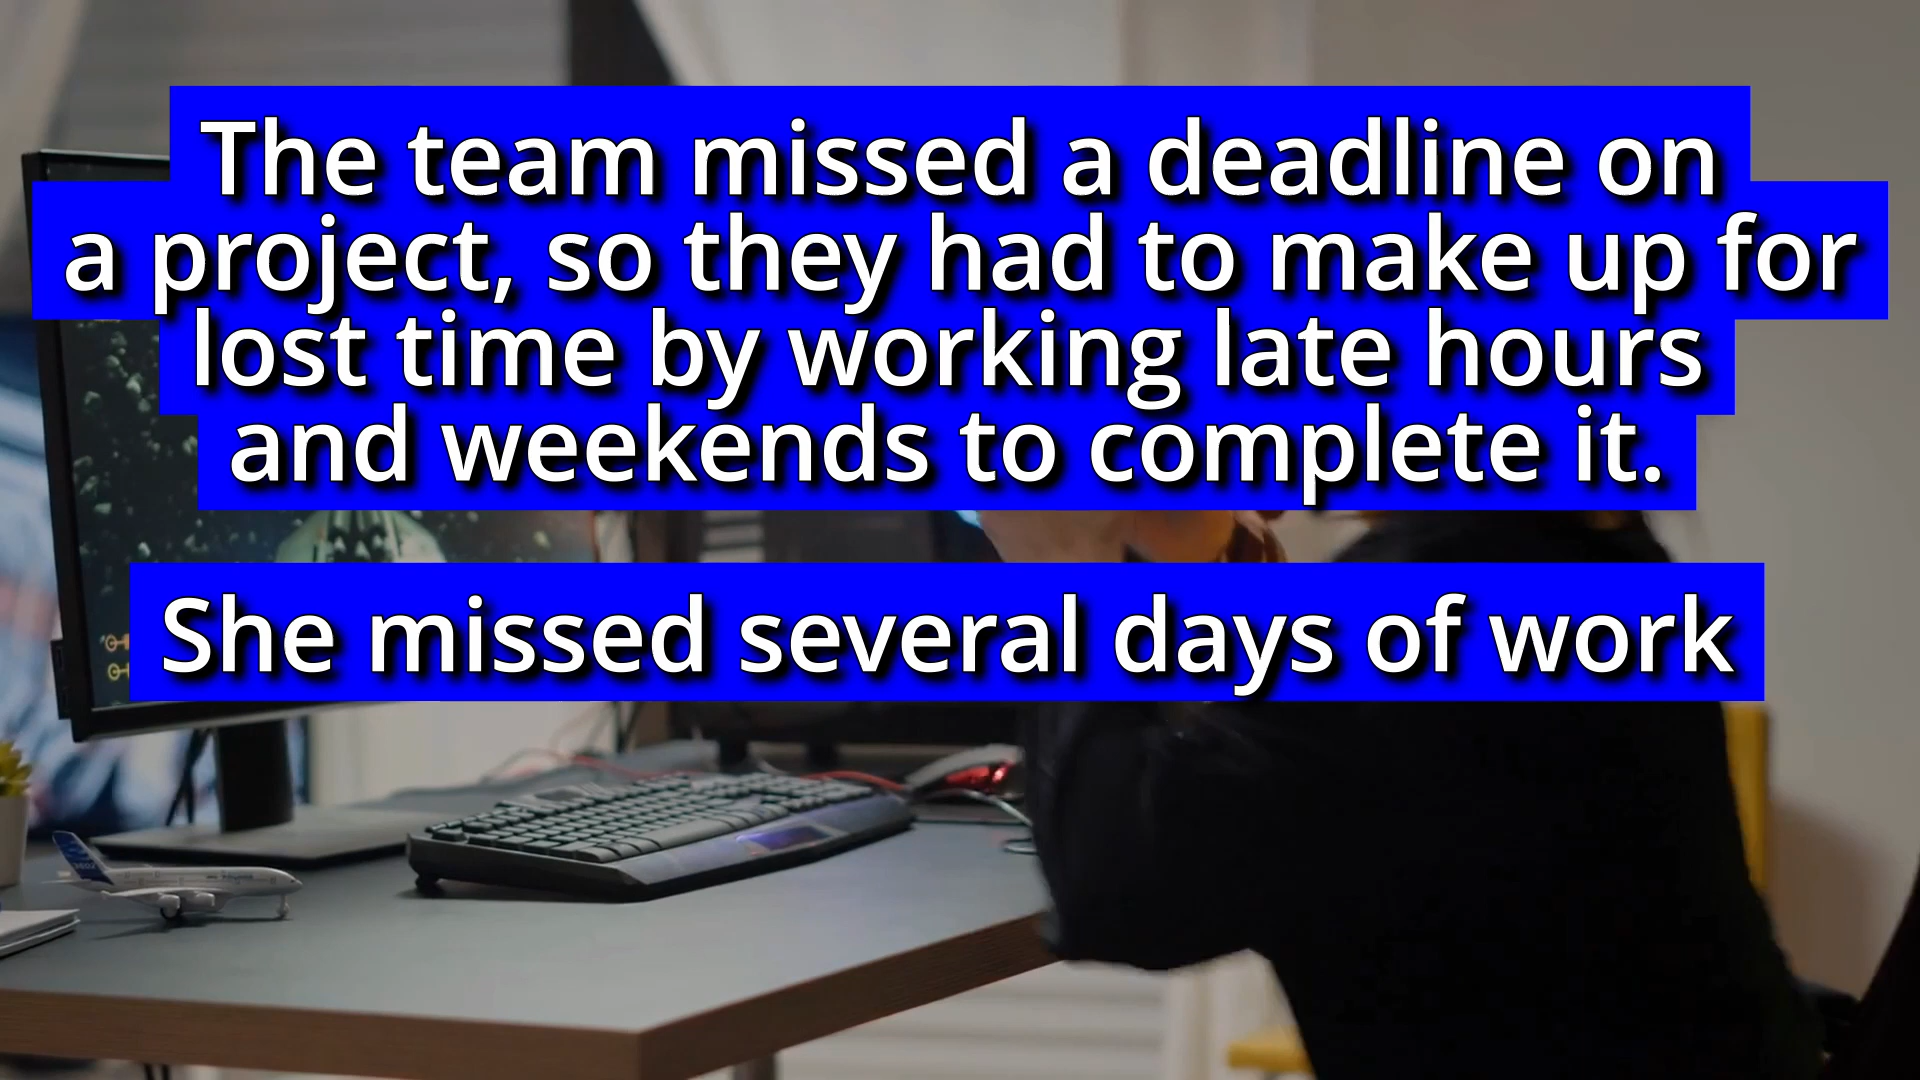 The team missed a deadline on
a project, so they had to make up for
lost time by working late hours
and weekends to complete it.
She missed several days of work